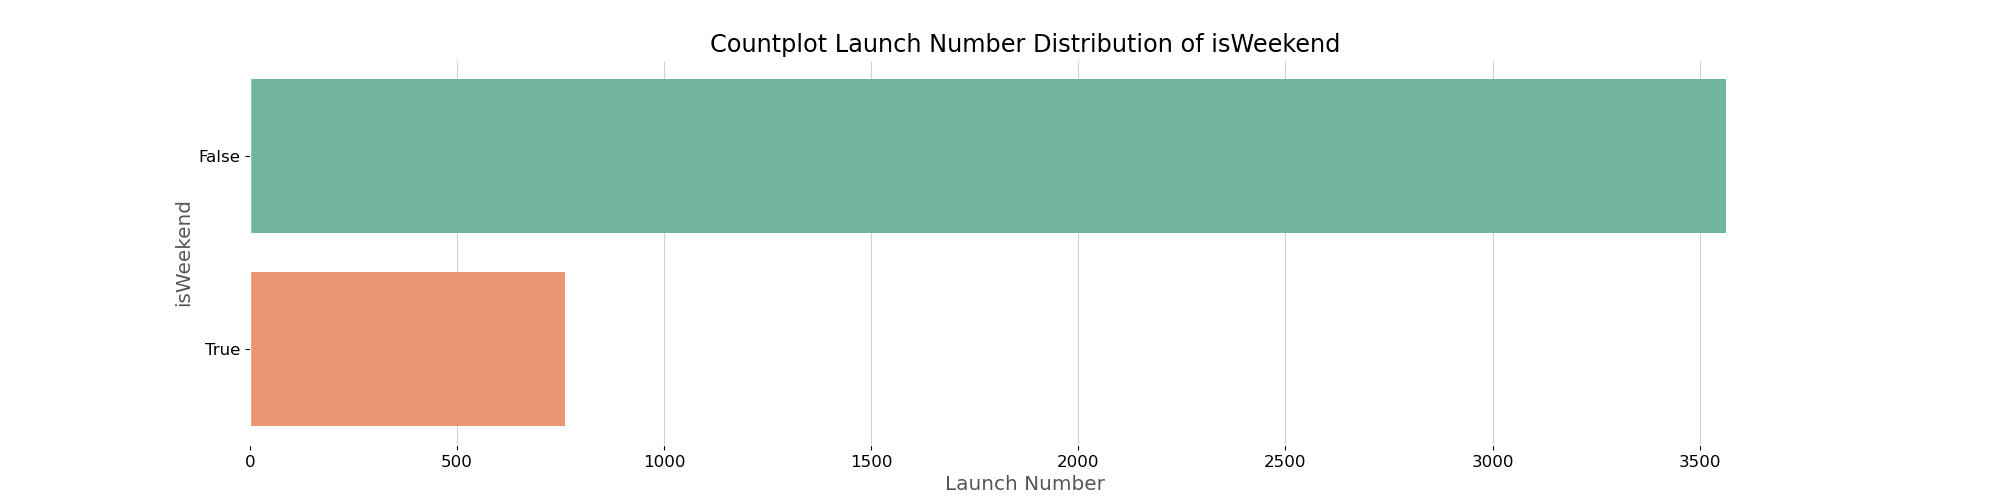 Countplot Launch Number Distribution of isWeekend
isWeekend
False
True
0 500 1000 1500 2000 2500 3000 3500
Launch Number